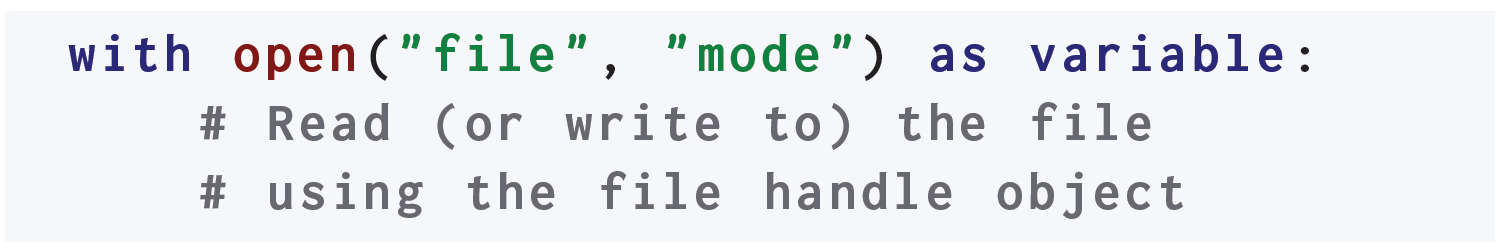 with open("file", "mode") as variable:
    # Read (or write to) the file
    # using the file handle object